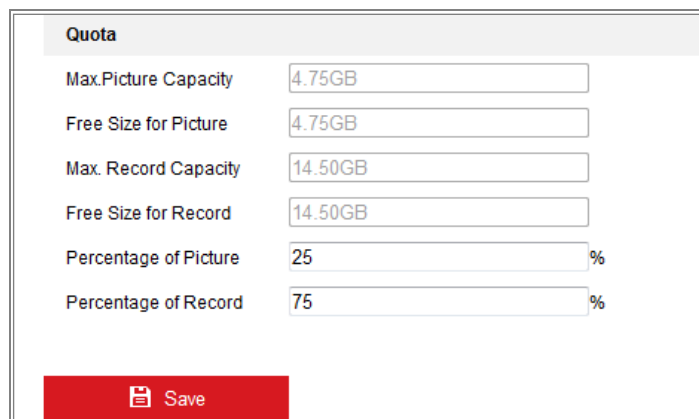 Quota
Max.Picture Capacity 4.75GB
Free Size for Picture 4.75GB
Max. Record Capacity 14.50GB
Free Size for Record 14.50GB
Percentage of Picture 25 %
Percentage of Record 75 %
Save